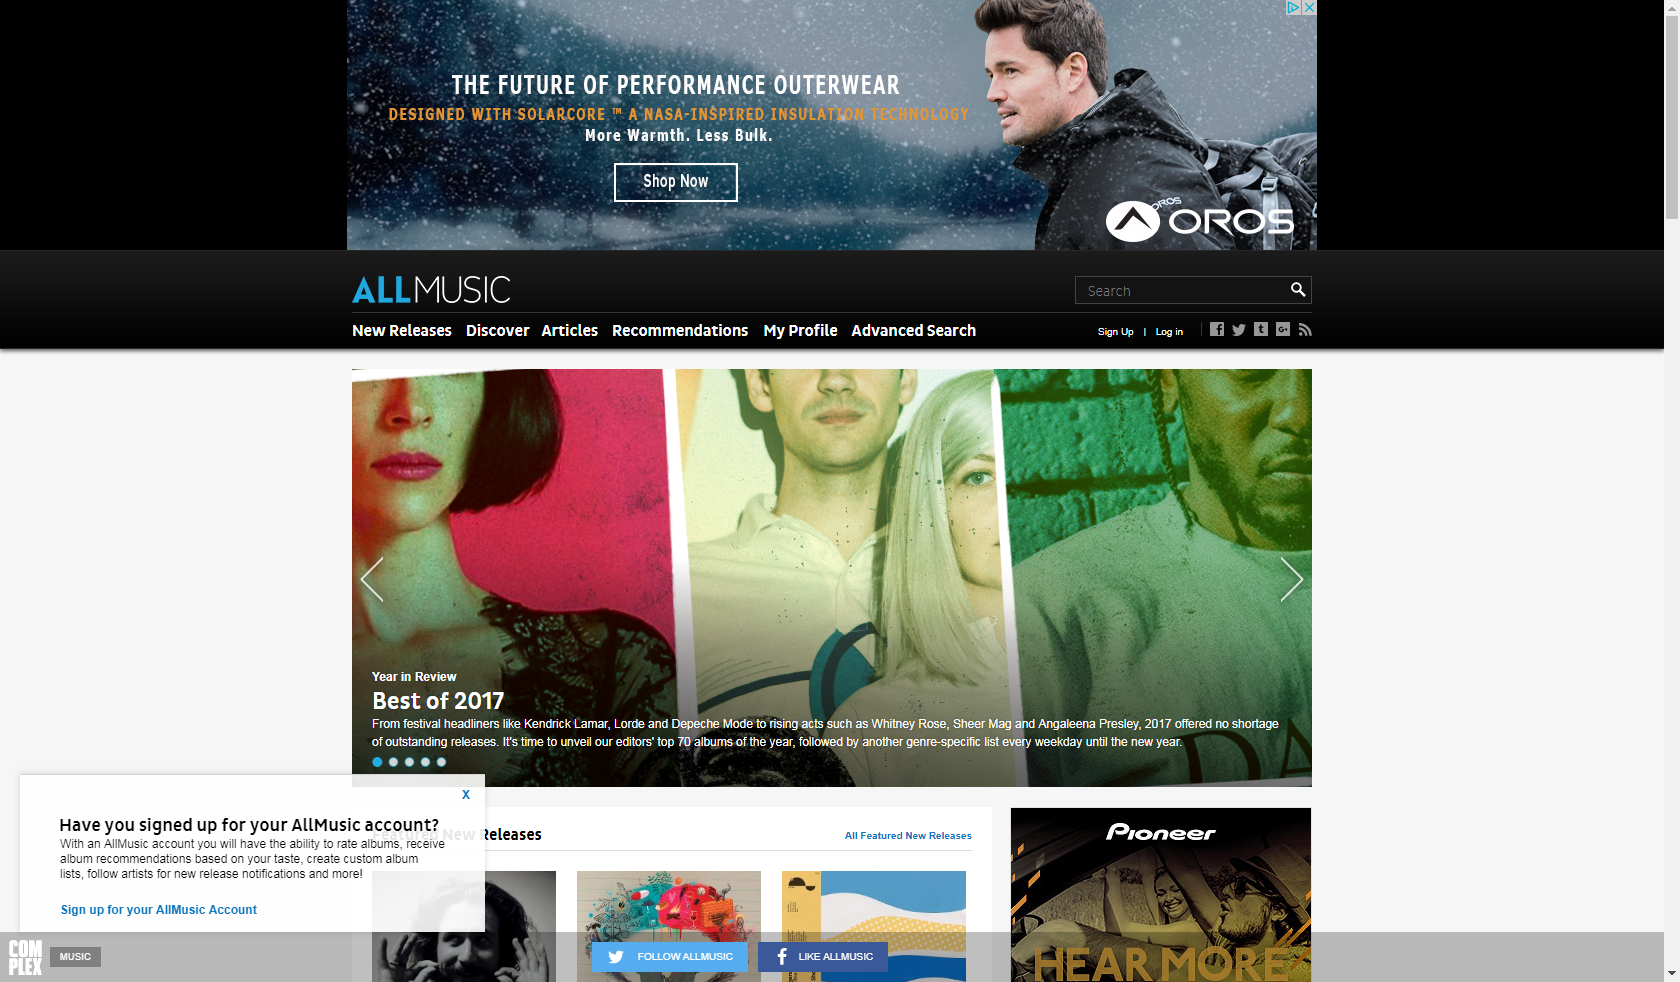 THE FUTURE OF PERFORMANCE OUTERWEAR
DESIGNED WITH SOLARCORE ™ A NASA-INSPIRED INSULATION TECHNOLOGY
More Warmth. Less Bulk.
Shop Now
OROS
OROS
ALLMUSIC
Search
New Releases Discover Articles Recommendations My Profile Advanced Search
Sign Up | Log in
Year in Review
Best of 2017
From festival headliners like Kendrick Lamar, Lorde and Depeche Mode to rising acts such as Whitney Rose, Sheer Mag and Angaleena Presley, 2017 offered no shortage
of outstanding releases. It's time to unveil our editors' top 70 albums of the year, followed by another genre-specific list every weekday until the new year.
X
Have you signed up for your AllMusic account?
With an AllMusic account you will have the ability to rate albums, receive
album recommendations based on your taste, create custom album
lists, follow artists for new release notifications and more!
Sign up for your AllMusic Account
Featured New Releases
All Featured New Releases
Pioneer
HEAR MORE
COM
PLEX
MUSIC
FOLLOW ALLMUSIC
LIKE ALLMUSIC